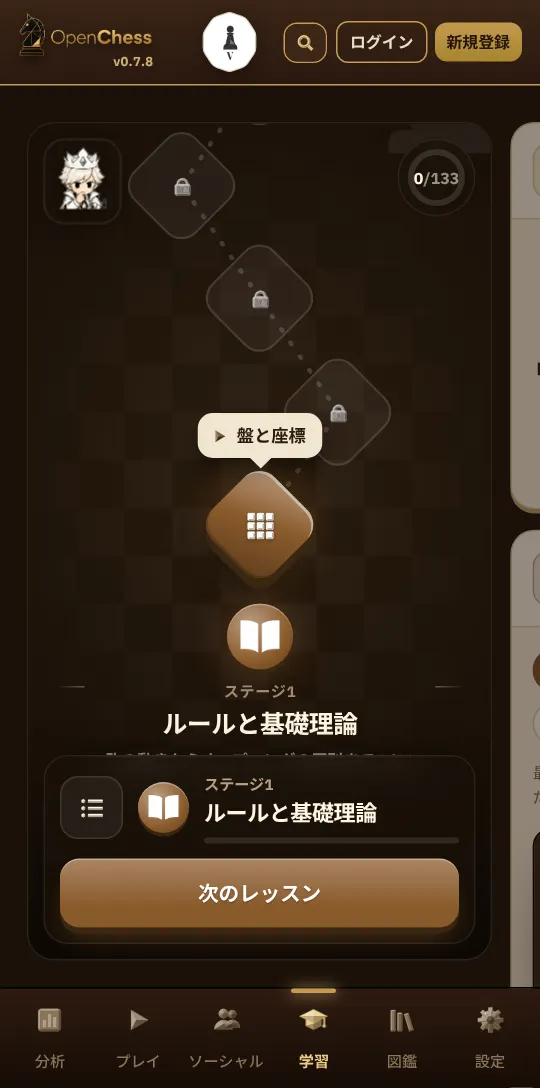 OpenChess
v0.7.8
V
ログイン
新規登録
0/133
盤と座標
ステージ1
ルールと基礎理論
ステージ1
ルールと基礎理論
次のレッスン
分析
プレイ
ソーシャル
学習
図鑑
設定